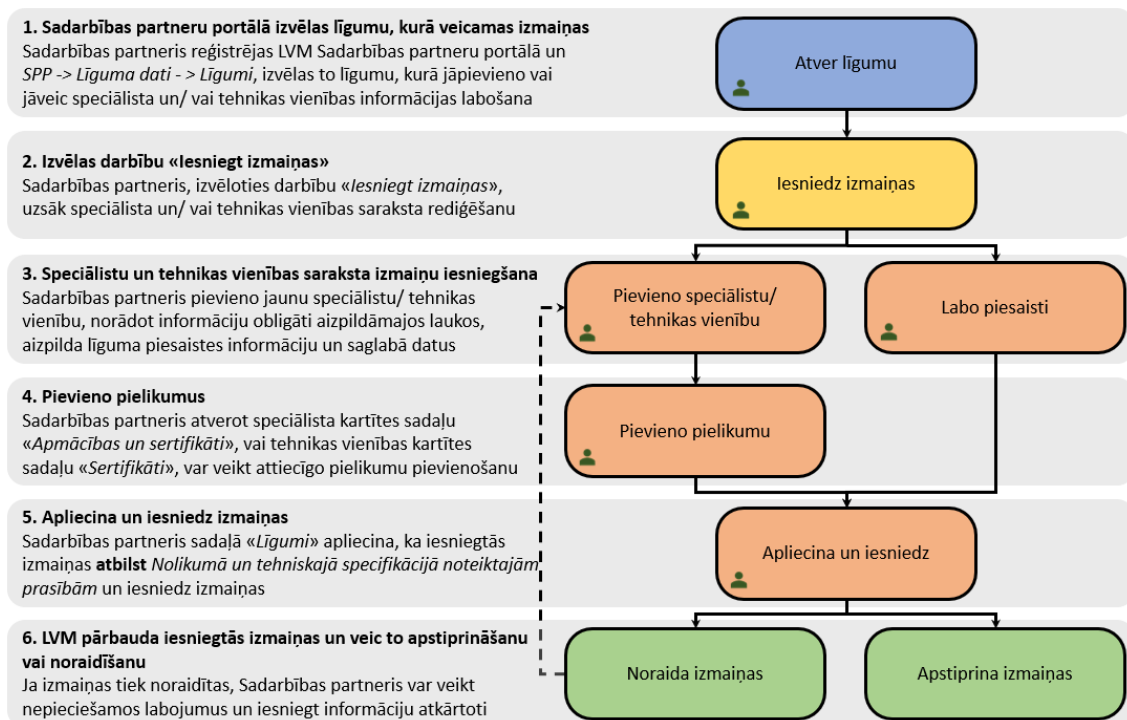 1. Sadarbības partneru portālā izvēlas līgumu, kurā veicamas izmaiņas
Sadarbības partneris reģistrējas LVM Sadarbības partneru portālā un
SPP -> Līguma dati - > Līgumi, izvēlas to līgumu, kurā jāpievieno vai
jāveic speciālista un/ vai tehnikas vienības informācijas labošana
Atver līgumu
2. Izvēlas darbību «Iesniegt izmaiņas»
Sadarbības partneris, izvēloties darbību «Iesniegt izmaiņas»,
uzsāk speciālista un/ vai tehnikas vienības saraksta rediģēšanu
Iesniedz izmaiņas
3. Speciālistu un tehnikas vienības saraksta izmaiņu iesniegšana
Sadarbības partneris pievieno jaunu speciālistu/ tehnikas
vienību, norādot informāciju obligāti aizpildāmajos laukos,
aizpilda līguma piesaistes informāciju un saglabā datus
Pievieno speciālistu/
tehnikas vienību
Labo piesaisti
4. Pievieno pielikumus
Sadarbības partneris atverot speciālista kartītes sadaļu
«Apmācības un sertifikāti», vai tehnikas vienības kartītes
sadaļu «Sertifikāti», var veikt attiecīgo pielikumu pievienošanu
Pievieno pielikumu
5. Apliecina un iesniedz izmaiņas
Sadarbības partneris sadaļā «Līgumi» apliecina, ka iesniegtās
izmaiņas atbilst Nolikumā un tehniskajā specifikācijā noteiktajām
prasībām un iesniedz izmaiņas
Apliecina un iesniedz
6. LVM pārbauda iesniegtās izmaiņas un veic to apstiprināšanu
vai noraidīšanu
Ja izmaiņas tiek noraidītas, Sadarbības partneris var veikt
nepieciešamos labojumus un iesniegt informāciju atkārtoti
Noraida izmaiņas
Apstiprina izmaiņas